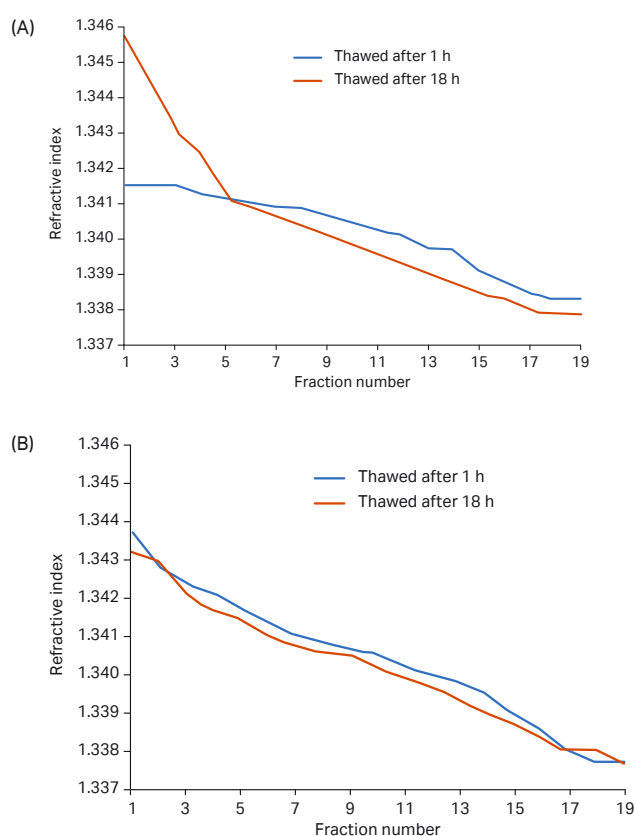 (A)
1.346
1.345
1.344
1.343
1.342
1.341
1.340
1.339
1.338
1.337
Refractive index
Thawed after 1 h
Thawed after 18 h
1 3 5 7 9 11 13 15 17 19
Fraction number
(B)
1.346
1.345
1.344
1.343
1.342
1.341
1.340
1.339
1.338
1.337
Refractive index
Thawed after 1 h
Thawed after 18 h
1 3 5 7 9 11 13 15 17 19
Fraction number